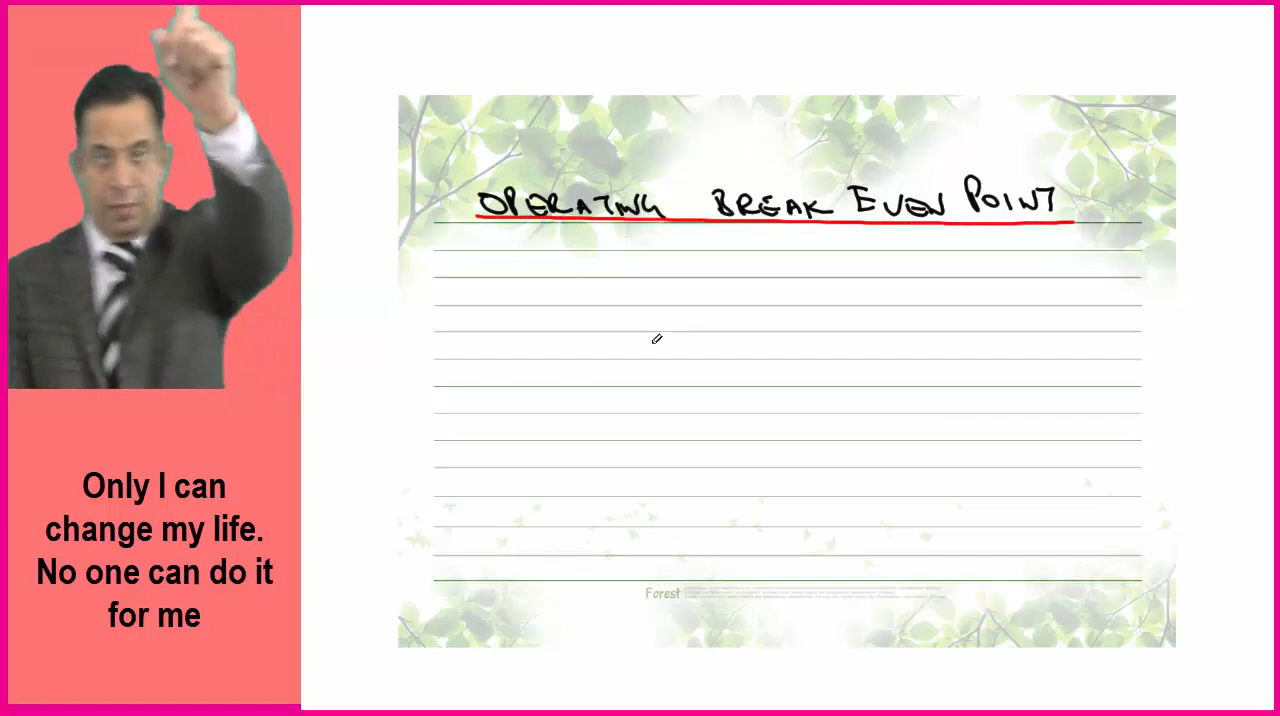 OPERATING BREAK EVEN POINT
Only I can
change my life.
No one can do it
for me
Forest